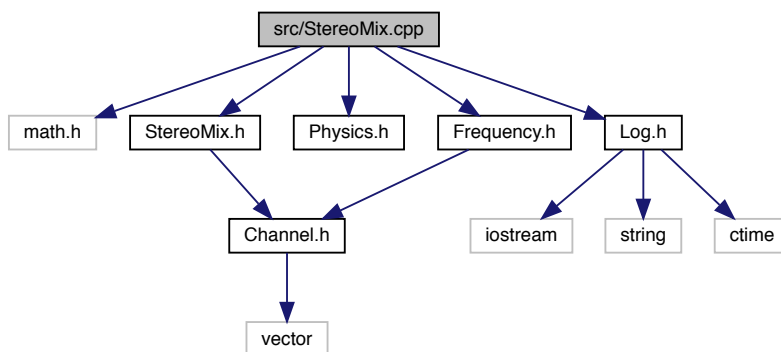 src/StereoMix.cpp
math.h
StereoMix.h
Physics.h
Frequency.h
Log.h
Channel.h
iostream
string
ctime
vector